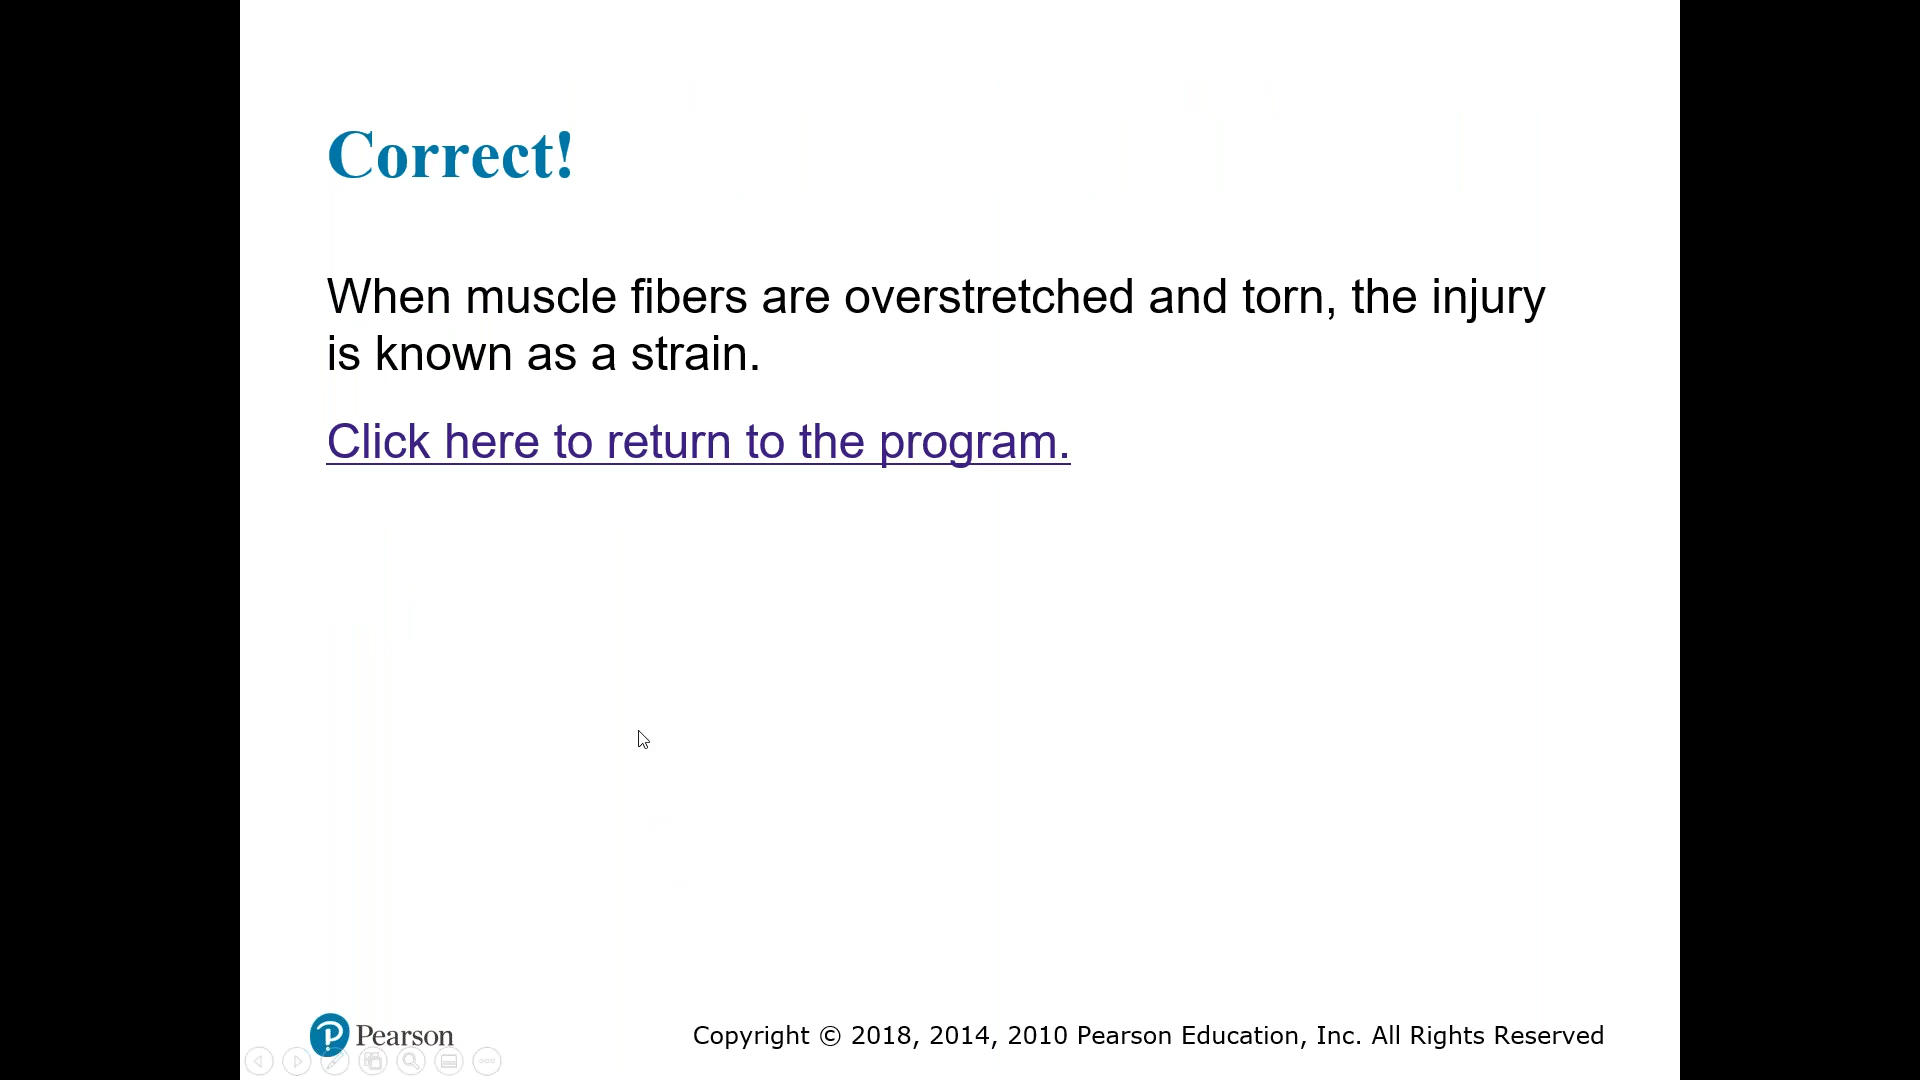 Correct!
When muscle fibers are overstretched and torn, the injury
is known as a strain.
Click here to return to the program.
Pearson
Copyright © 2018, 2014, 2010 Pearson Education, Inc. All Rights Reserved